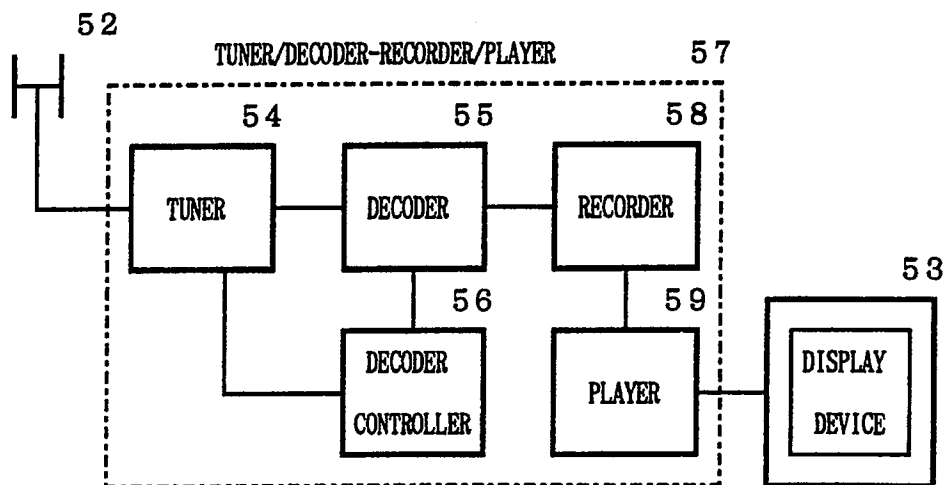 52
TUNER/DECODER-RECORDER/PLAYER 57
54 55 58
TUNER DECODER RECORDER
56 59 53
DECODER
CONTROLLER
PLAYER
DISPLAY
DEVICE